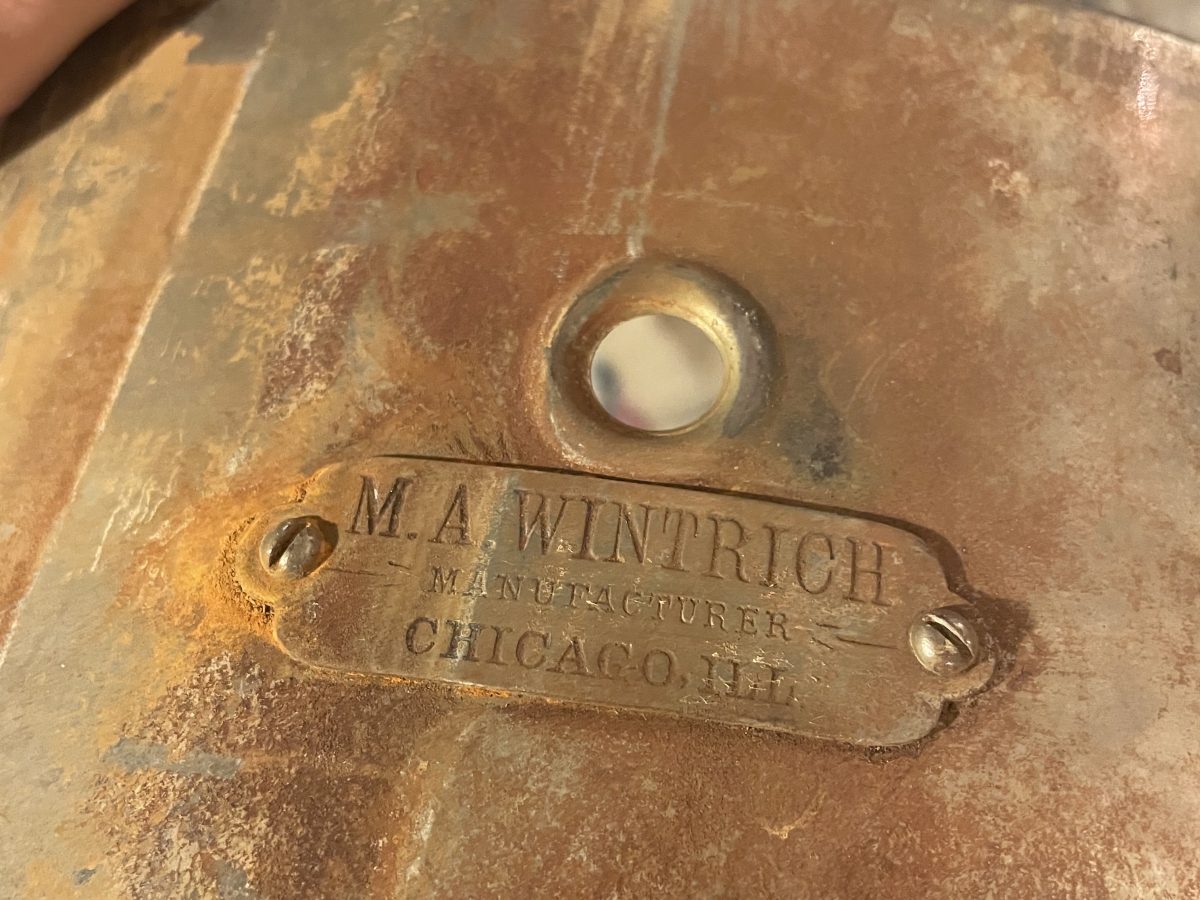 M. A. WINTRICH
MANUFACTURER
CHICAGO, ILL.